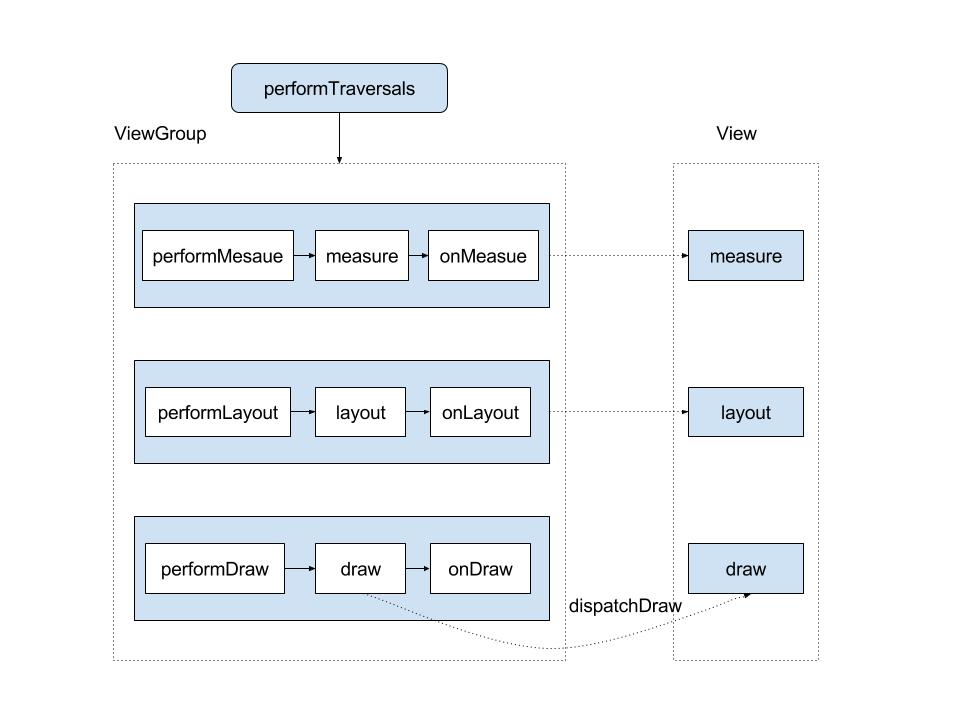 performTraversals
ViewGroup
View
performMesaue
measure
onMeasue
measure
performLayout
layout
onLayout
layout
performDraw
draw
onDraw
draw
dispatchDraw